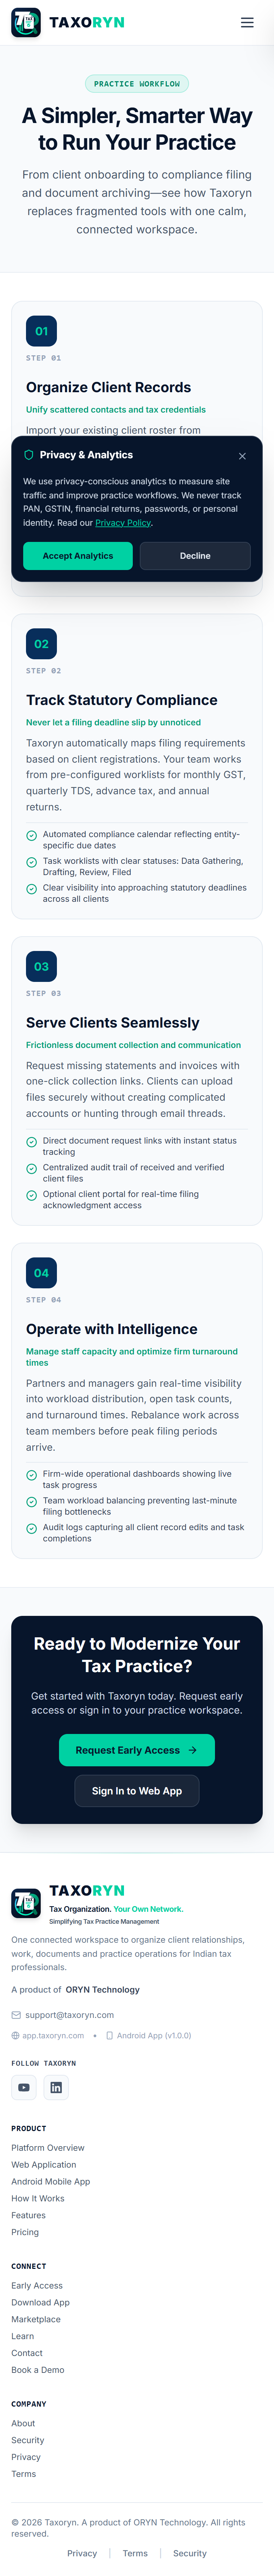 TAXORYN
PRACTICE WORKFLOW
A Simpler, Smarter Way
to Run Your Practice
From client onboarding to compliance filing
and document archiving—see how Taxoryn
replaces fragmented tools with one calm,
connected workspace.
01
STEP 01
Organize Client Records
Unify scattered contacts and tax credentials
Import your existing client roster from
Privacy & Analytics
We use privacy-conscious analytics to measure site
traffic and improve practice workflows. We never track
PAN, GSTIN, financial returns, passwords, or personal
identity. Read our Privacy Policy.
Accept Analytics
Decline
02
STEP 02
Track Statutory Compliance
Never let a filing deadline slip by unnoticed
Taxoryn automatically maps filing requirements
based on client registrations. Your team works
from pre-configured worklists for monthly GST,
quarterly TDS, advance tax, and annual
returns.
Automated compliance calendar reflecting entity-
specific due dates
Task worklists with clear statuses: Data Gathering,
Drafting, Review, Filed
Clear visibility into approaching statutory deadlines
across all clients
03
STEP 03
Serve Clients Seamlessly
Frictionless document collection and communication
Request missing statements and invoices with
one-click collection links. Clients can upload
files securely without creating complicated
accounts or hunting through email threads.
Direct document request links with instant status
tracking
Centralized audit trail of received and verified
client files
Optional client portal for real-time filing
acknowledgment access
04
STEP 04
Operate with Intelligence
Manage staff capacity and optimize firm turnaround
times
Partners and managers gain real-time visibility
into workload distribution, open task counts,
and turnaround times. Rebalance work across
team members before peak filing periods
arrive.
Firm-wide operational dashboards showing live
task progress
Team workload balancing preventing last-minute
filing bottlenecks
Audit logs capturing all client record edits and task
completions
Ready to Modernize Your
Tax Practice?
Get started with Taxoryn today. Request early
access or sign in to your practice workspace.
Request Early Access
Sign In to Web App
TAXORYN
Tax Organization. Your Own Network.
Simplifying Tax Practice Management
One connected workspace to organize client relationships,
work, documents and practice operations for Indian tax
professionals.
A product of ORYN Technology
support@taxoryn.com
app.taxoryn.com • Android App (v1.0.0)
FOLLOW TAXORYN
PRODUCT
Platform Overview
Web Application
Android Mobile App
How It Works
Features
Pricing
CONNECT
Early Access
Download App
Marketplace
Learn
Contact
Book a Demo
COMPANY
About
Security
Privacy
Terms
© 2026 Taxoryn. A product of ORYN Technology. All rights
reserved.
Privacy | Terms | Security